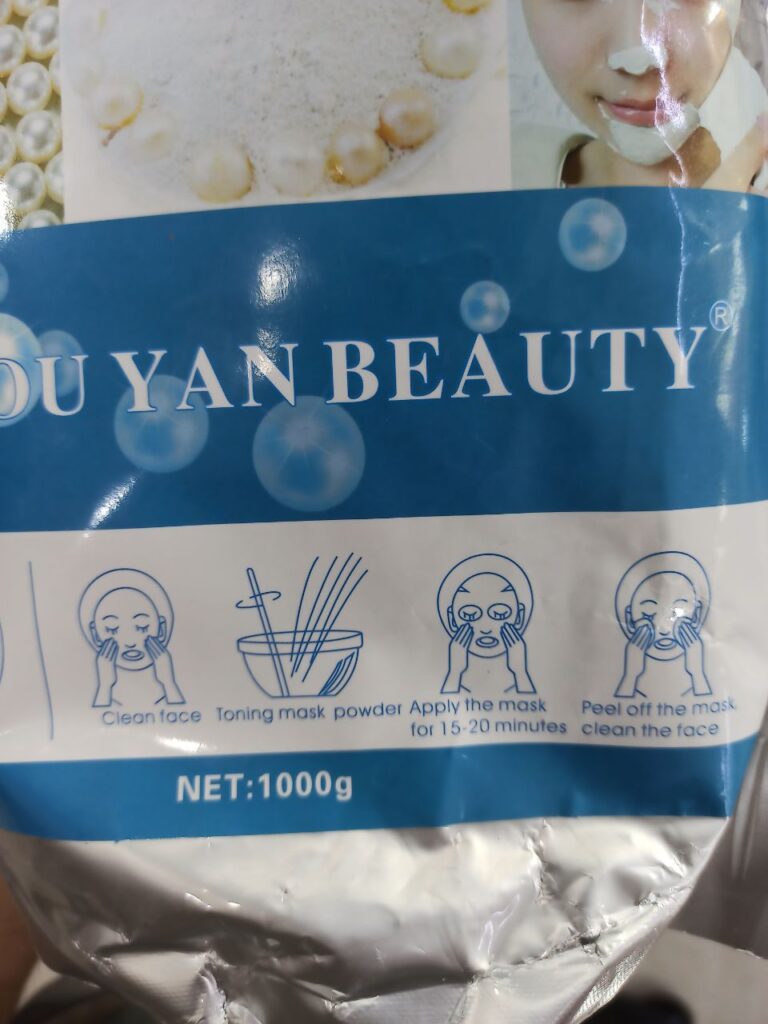 OU YAN BEAUTY®
Clean face
Toning mask powder
Apply the mask
for 15-20 minutes
Peel off the mask,
clean the face
NET:1000g